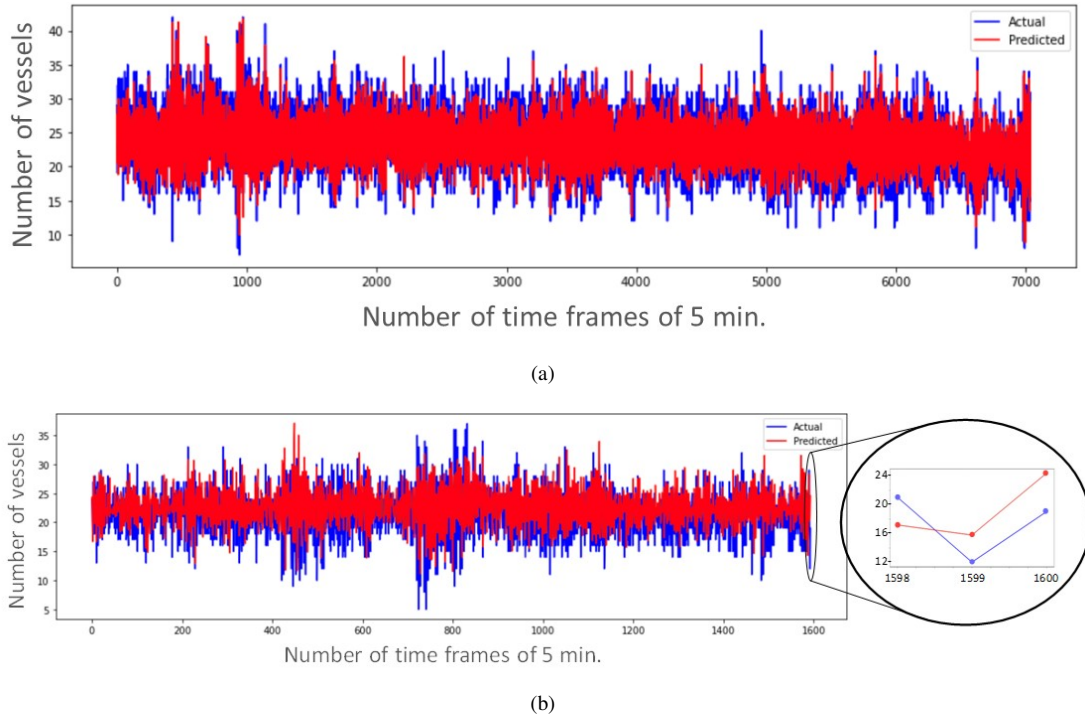 Number of vessels
40
35
30
25
20
15
10
Actual
Predicted
0 1000 2000 3000 4000 5000 6000 7000
Number of time frames of 5 min.
(a)
Number of vessels
35
30
25
20
15
10
5
Actual
Predicted
0 200 400 600 800 1000 1200 1400 1600
Number of time frames of 5 min.
24
20
16
12
1598 1599 1600
(b)